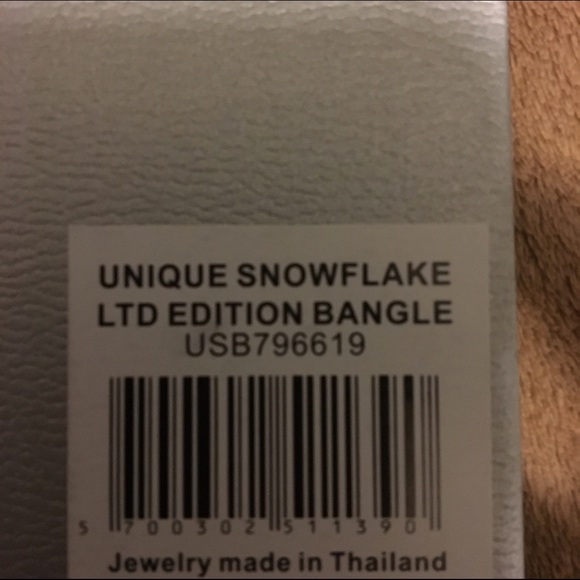 UNIQUE SNOWFLAKE
LTD EDITION BANGLE
USB796619
5 700302 511390
Jewelry made in Thailand